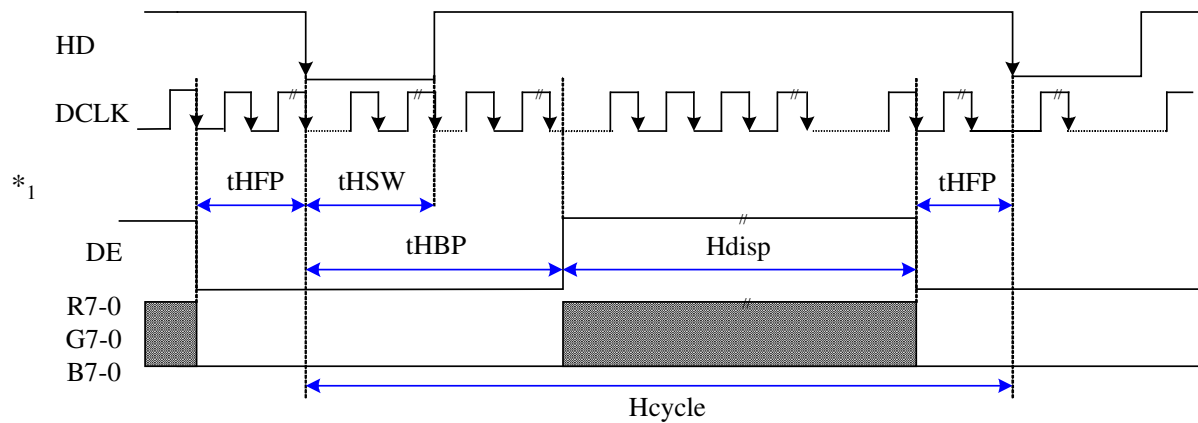 HD
DCLK
*1
tHFP tHSW tHFP
DE
tHBP Hdisp
R7-0
G7-0
B7-0
Hcycle